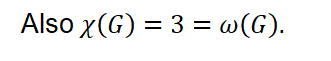 Also 𝜒(𝐺) = 3 = 𝜔(𝐺).